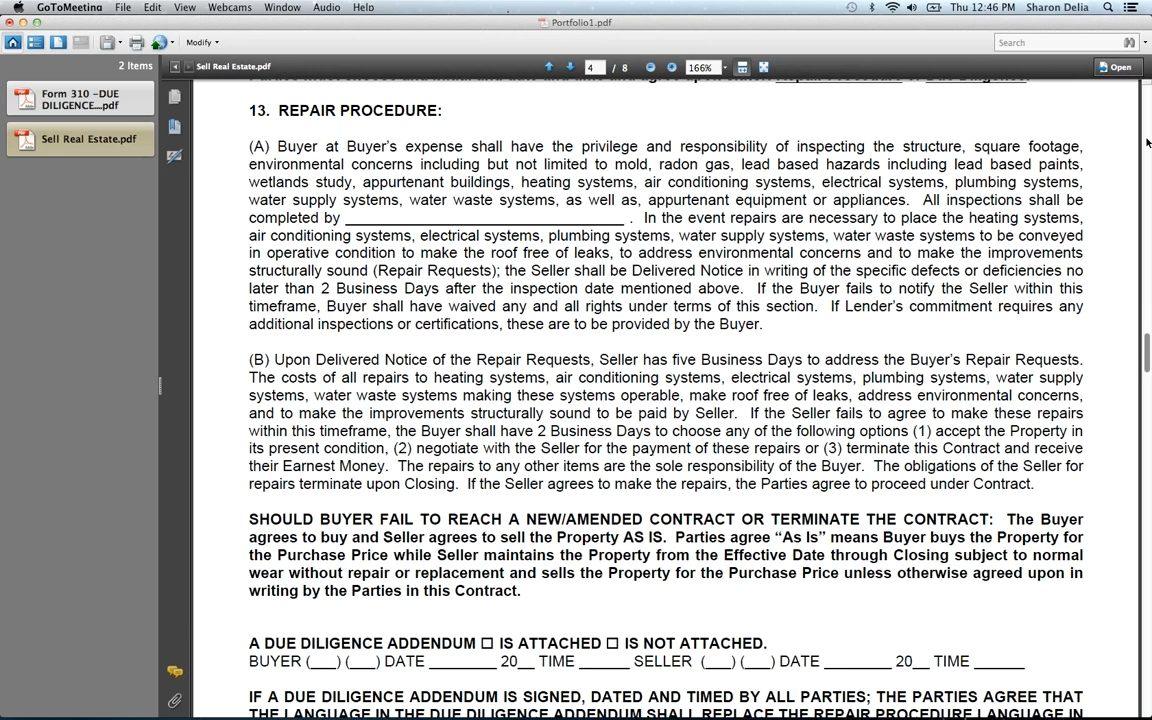 GoToMeeting File Edit View Webcams Window Audio Help Thu 12:46 PM Sharon Delia
Portfolio1.pdf
Modify Search
2 Items Sell Real Estate.pdf 4 / 8 166% Open
Form 310 -DUE
DILIGENCE....pdf
Sell Real Estate.pdf
13. REPAIR PROCEDURE:
(A) Buyer at Buyer's expense shall have the privilege and responsibility of inspecting the structure, square footage,
environmental concerns including but not limited to mold, radon gas, lead based hazards including lead based paints,
wetlands study, appurtenant buildings, heating systems, air conditioning systems, electrical systems, plumbing systems,
water supply systems, water waste systems, as well as, appurtenant equipment or appliances. All inspections shall be
completed by ____________________________ . In the event repairs are necessary to place the heating systems,
air conditioning systems, electrical systems, plumbing systems, water supply systems, water waste systems to be conveyed
in operative condition to make the roof free of leaks, to address environmental concerns and to make the improvements
structurally sound (Repair Requests); the Seller shall be Delivered Notice in writing of the specific defects or deficiencies no
later than 2 Business Days after the inspection date mentioned above. If the Buyer fails to notify the Seller within this
timeframe, Buyer shall have waived any and all rights under terms of this section. If Lender's commitment requires any
additional inspections or certifications, these are to be provided by the Buyer.
(B) Upon Delivered Notice of the Repair Requests, Seller has five Business Days to address the Buyer's Repair Requests.
The costs of all repairs to heating systems, air conditioning systems, electrical systems, plumbing systems, water supply
systems, water waste systems making these systems operable, make roof free of leaks, address environmental concerns,
and to make the improvements structurally sound to be paid by Seller. If the Seller fails to agree to make these repairs
within this timeframe, the Buyer shall have 2 Business Days to choose any of the following options (1) accept the Property in
its present condition, (2) negotiate with the Seller for the payment of these repairs or (3) terminate this Contract and receive
their Earnest Money. The repairs to any other items are the sole responsibility of the Buyer. The obligations of the Seller for
repairs terminate upon Closing. If the Seller agrees to make the repairs, the Parties agree to proceed under Contract.
SHOULD BUYER FAIL TO REACH A NEW/AMENDED CONTRACT OR TERMINATE THE CONTRACT: The Buyer
agrees to buy and Seller agrees to sell the Property AS IS. Parties agree “As Is” means Buyer buys the Property for
the Purchase Price while Seller maintains the Property from the Effective Date through Closing subject to normal
wear without repair or replacement and sells the Property for the Purchase Price unless otherwise agreed upon in
writing by the Parties in this Contract.
A DUE DILIGENCE ADDENDUM ☐ IS ATTACHED ☐ IS NOT ATTACHED.
BUYER (___) (___) DATE ________ 20__ TIME ______ SELLER (___) (___) DATE ________ 20__ TIME ______
IF A DUE DILIGENCE ADDENDUM IS SIGNED, DATED AND TIMED BY ALL PARTIES; THE PARTIES AGREE THAT
THE LANGUAGE IN THE DUE DILIGENCE ADDENDUM SHALL REPLACE THE REPAIR PROCEDURE LANGUAGE IN